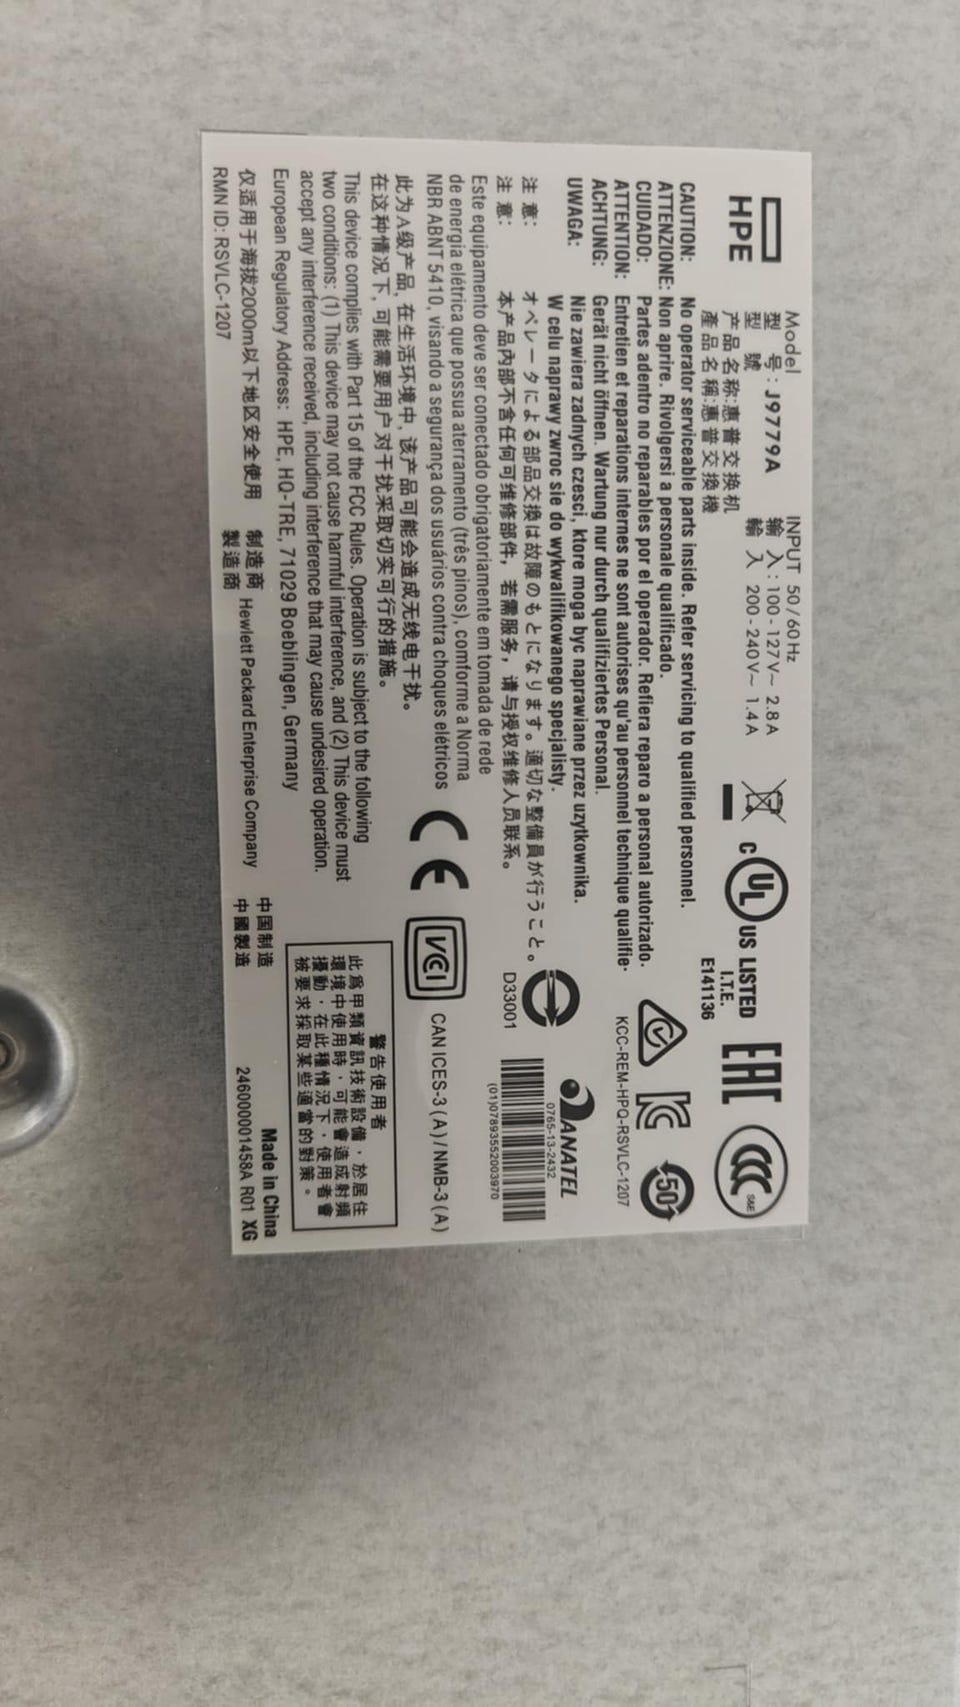 HPE
Model
型 号 : J9779A
型 號
产品名称:惠普交换机
產品名稱:惠普交換機
INPUT 50/60Hz
输 入 : 100-127V~ 2.8A
輸 入 200-240V~ 1.4A
C UL US LISTED
I.T.E.
E141136
EAC
CCC
S&E
CAUTION: No operator serviceable parts inside. Refer servicing to qualified personnel.
ATTENZIONE: Non aprire. Rivolgersi a personale qualificado.
CUIDADO: Partes adentro no reparables por el operador. Refiera reparo a personal autorizado.
ATTENTION: Entretien et reparations internes ne sont autorises qu'au personnel technique qualifie.
ACHTUNG: Gerät nicht öffnen. Wartung nur durch qualifiziertes Personal.
UWAGA: Nie zawiera zadnych czesci, ktore moga byc naprawiane przez uzytkownika.
W celu naprawy zwroc sie do wykwalifikowanego specjalisty.
50
KCC-REM-HPQ-RSVLC-1207
注 意: オペレータによる部品交換は故障のもとになります。適切な整備員が行うこと。
注 意: 本产品內部不含任何可维修部件，若需服务，请与授权维修人员联系。
D33001
ANATEL
0765-13-2432
(01)07893552003970
Este equipamento deve ser conectado obrigatoriamente em tomada de rede
de energia elétrica que possua aterramento (três pinos), comforme a Norma
NBR ABNT 5410, visando a segurança dos usuários contra choques elétricos
CE
VCI
CAN ICES-3 (A) / NMB-3 (A)
此为A级产品, 在生活环境中, 该产品可能会造成无线电干扰。
在这种情况下, 可能需要用户对干扰采取切实可行的措施。
This device complies with Part 15 of the FCC Rules. Operation is subject to the following
two conditions: (1) This device may not cause harmful interference, and (2) This device must
accept any interference received, including interference that may cause undesired operation.
警告使用者
此為甲類資訊技術設備，於居住
環境中使用時，可能會造成射頻
擾動，在此種情況下，使用者會
被要求採取某些適當的對策。
European Regulatory Address: HPE, HQ-TRE, 71029 Boeblingen, Germany
仅适用于海拔2000m以下地区安全使用
制造商
製造商 Hewlett Packard Enterprise Company
中国制造
中國製造
Made in China
RMN ID: RSVLC-1207
246000001458A R01 XG